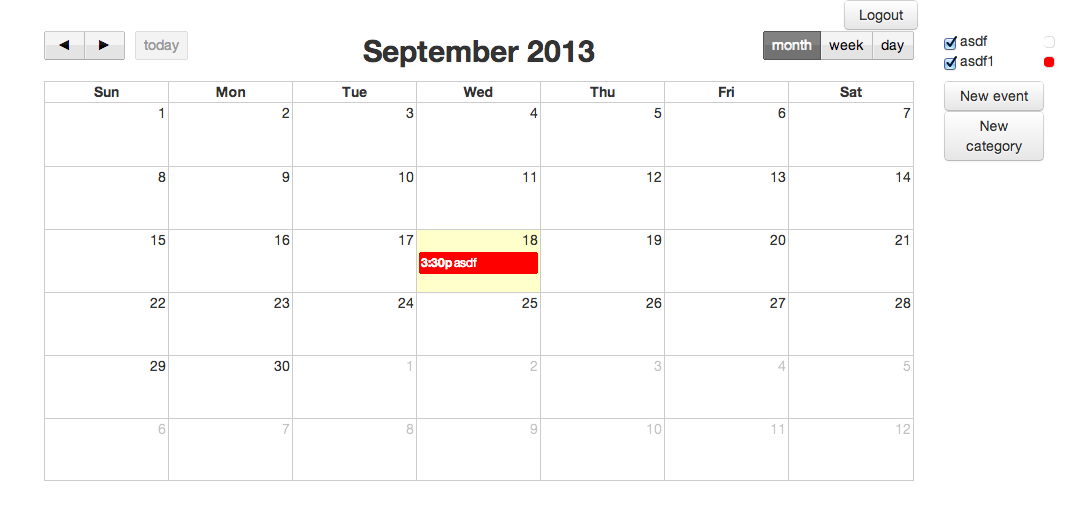 Logout
◀ ▶ today September 2013 month week day
asdf
asdf1
New event
New
category
Sun Mon Tue Wed Thu Fri Sat
1 2 3 4 5 6 7
8 9 10 11 12 13 14
15 16 17 18 19 20 21
3:30p asdf
22 23 24 25 26 27 28
29 30 1 2 3 4 5
6 7 8 9 10 11 12